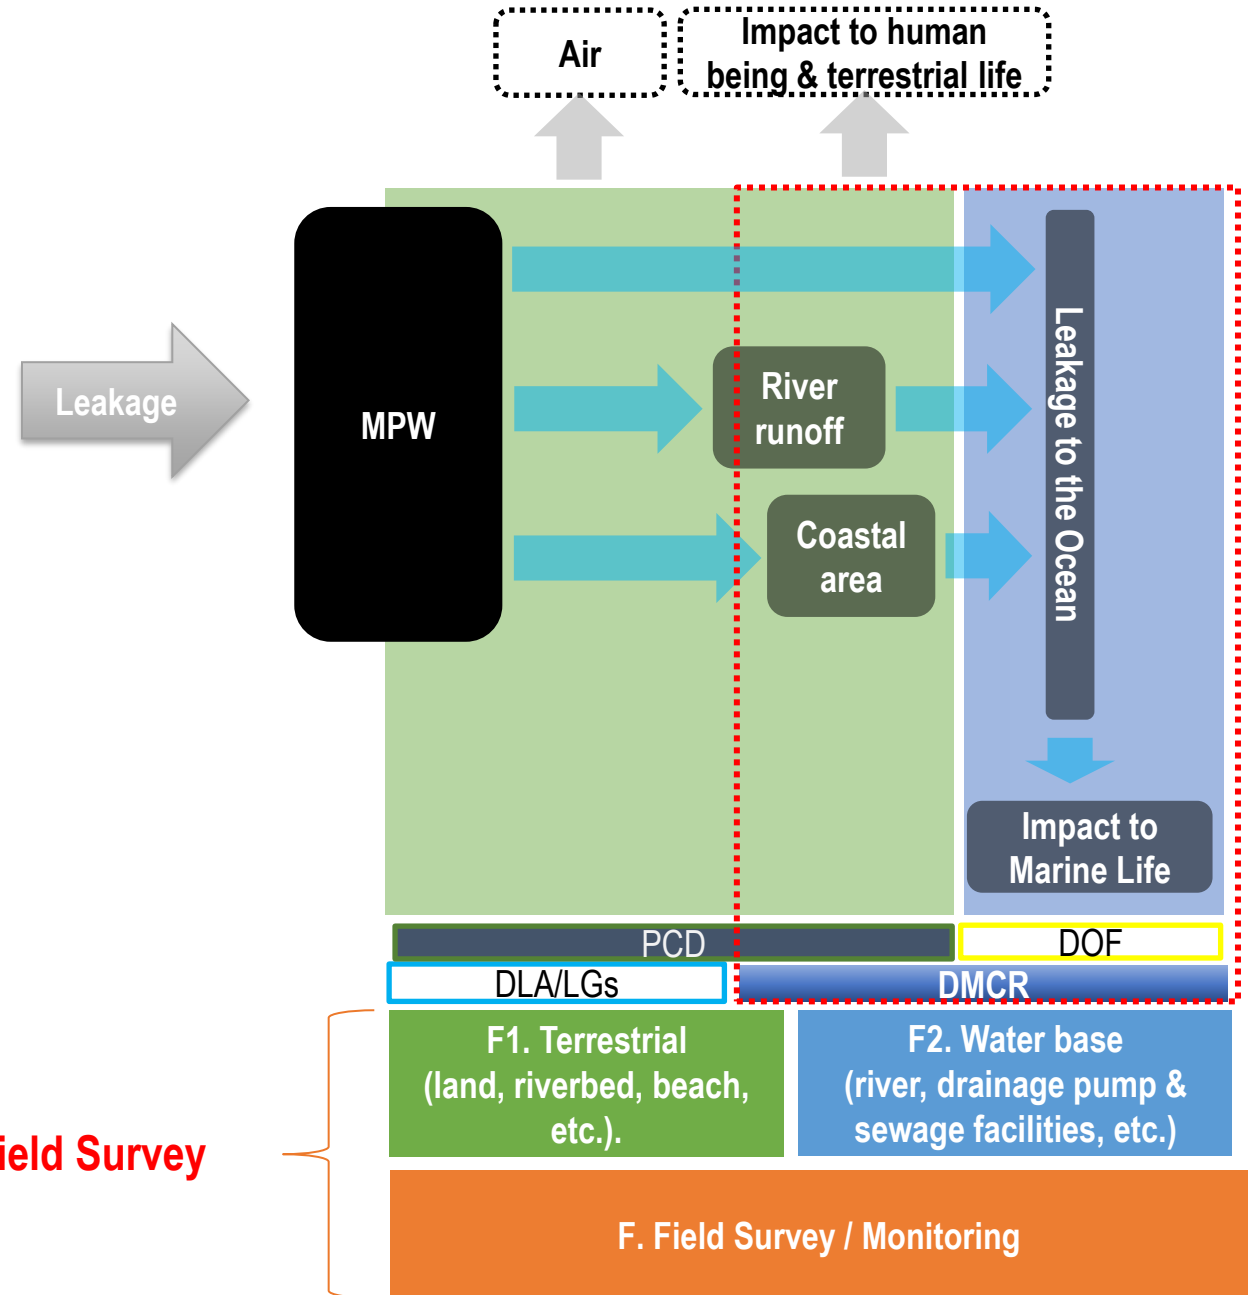 Air
Impact to human
being & terrestrial life
Leakage
MPW
River
runoff
Coastal
area
Leakage to the Ocean
Impact to
Marine Life
PCD
DOF
DLA/LGs
DMCR
F1. Terrestrial
(land, riverbed, beach,
etc.).
F2. Water base
(river, drainage pump &
sewage facilities, etc.)
ield Survey
F. Field Survey / Monitoring